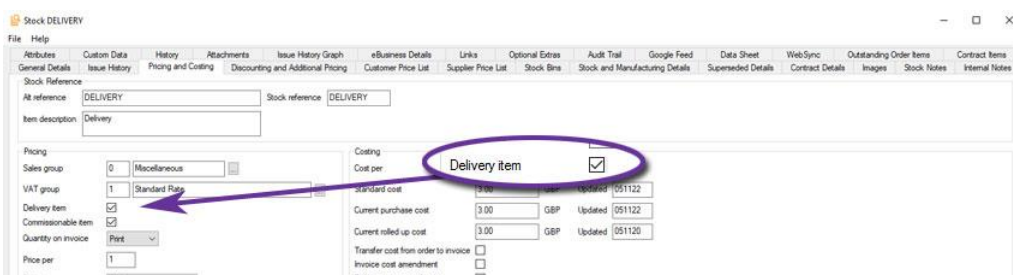 Stock DELIVERY
File Help
Attributes Custom Data History Attachments Issue History Graph eBusiness Details Links Optional Extras Audit Trail Google Feed Data Sheet WebSync Outstanding Order Items Contract Items
General Details Issue History Pricing and Costing Discounting and Additional Pricing Customer Price List Supplier Price List Stock Bins Stock and Manufacturing Details Superseded Details Contract Details Images Stock Notes Internal Notes
Stock Reference
Alt reference DELIVERY Stock reference DELIVERY
Item description Delivery
Pricing Costing
Sales group 0 Miscellaneous ... Cost per
Delivery item
VAT group 1 Standard Rate ... Standard cost 3.00 GBP Updated 051122
Delivery item Current purchase cost 3.00 GBP Updated 051122
Commissionable item
Quantity on invoice Print Current rolled up cost 3.00 GBP Updated 051120
Transfer cost from order to invoice
Price per 1 Invoice cost amendment